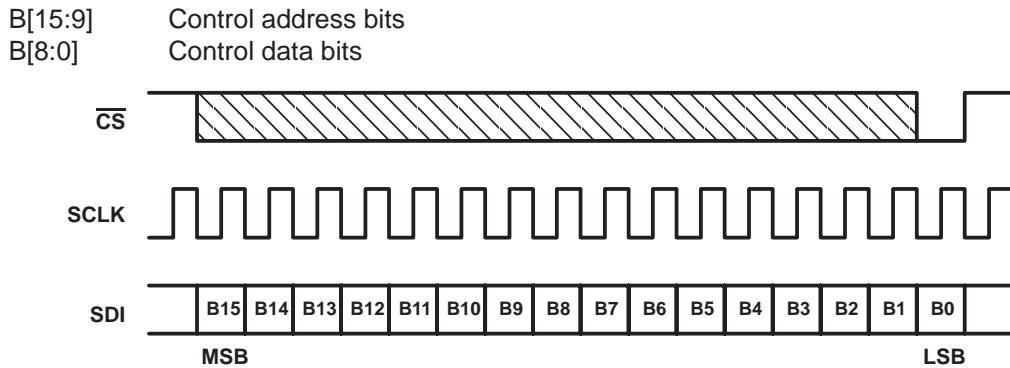 B[15:9] Control address bits
B[8:0] Control data bits
CS
SCLK
SDI B15 B14 B13 B12 B11 B10 B9 B8 B7 B6 B5 B4 B3 B2 B1 B0
MSB LSB